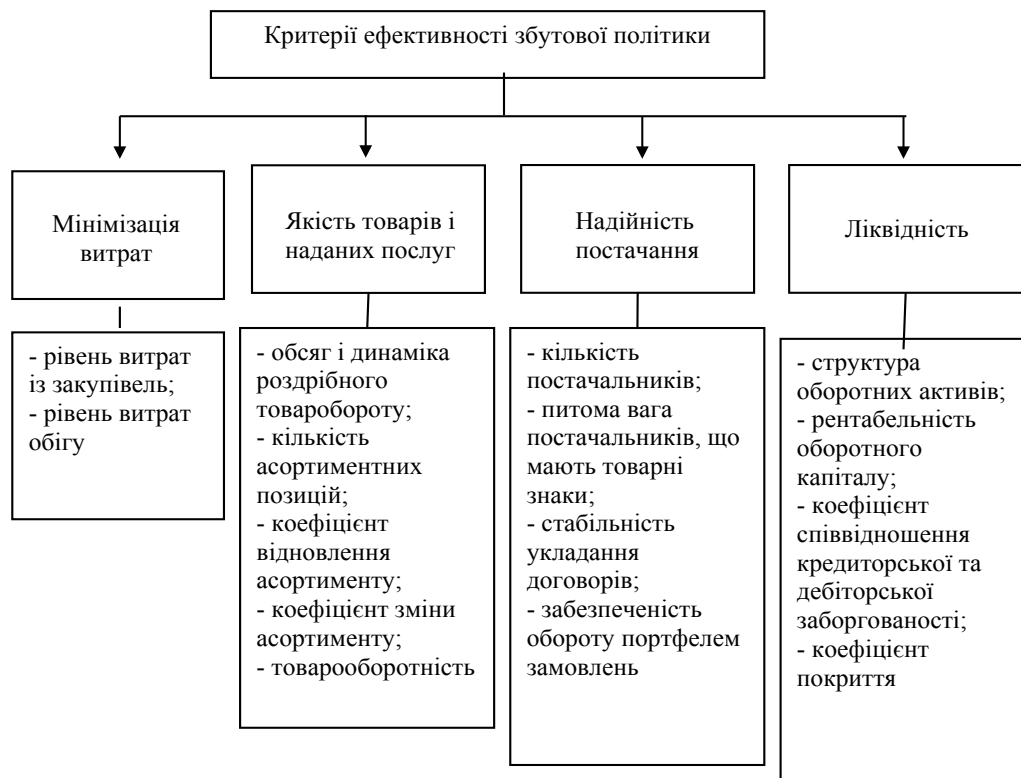 Критерії ефективності збутової політики
Мінімізація
витрат
Якість товарів і
наданих послуг
Надійність
постачання
Ліквідність
- рівень витрат
із закупівель;
- рівень витрат
обігу
- обсяг і динаміка
роздрібного
товаробороту;
- кількість
асортиментних
позицій;
- коефіцієнт
відновлення
асортименту;
- коефіцієнт зміни
асортименту;
- товарооборотність
- кількість
постачальників;
- питома вага
постачальників, що
мають товарні
знаки;
- стабільність
укладання
договорів;
- забезпеченість
обороту портфелем
замовлень
- структура
оборотних активів;
- рентабельність
оборотного
капіталу;
- коефіцієнт
співвідношення
кредиторської та
дебіторської
заборгованості;
- коефіцієнт
покриття